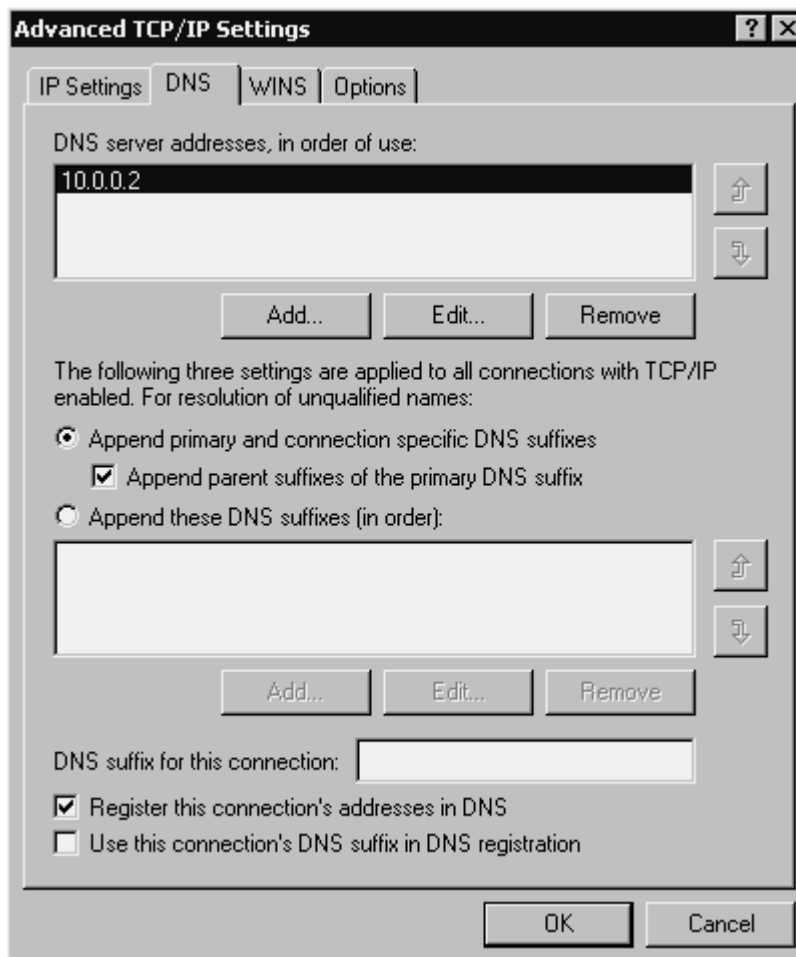 Advanced TCP/IP Settings
IP Settings DNS WINS Options
DNS server addresses, in order of use:
10.0.0.2
Add... Edit... Remove
The following three settings are applied to all connections with TCP/IP
enabled. For resolution of unqualified names:
Append primary and connection specific DNS suffixes
Append parent suffixes of the primary DNS suffix
Append these DNS suffixes (in order):
Add... Edit... Remove
DNS suffix for this connection:
Register this connection's addresses in DNS
Use this connection's DNS suffix in DNS registration
OK Cancel